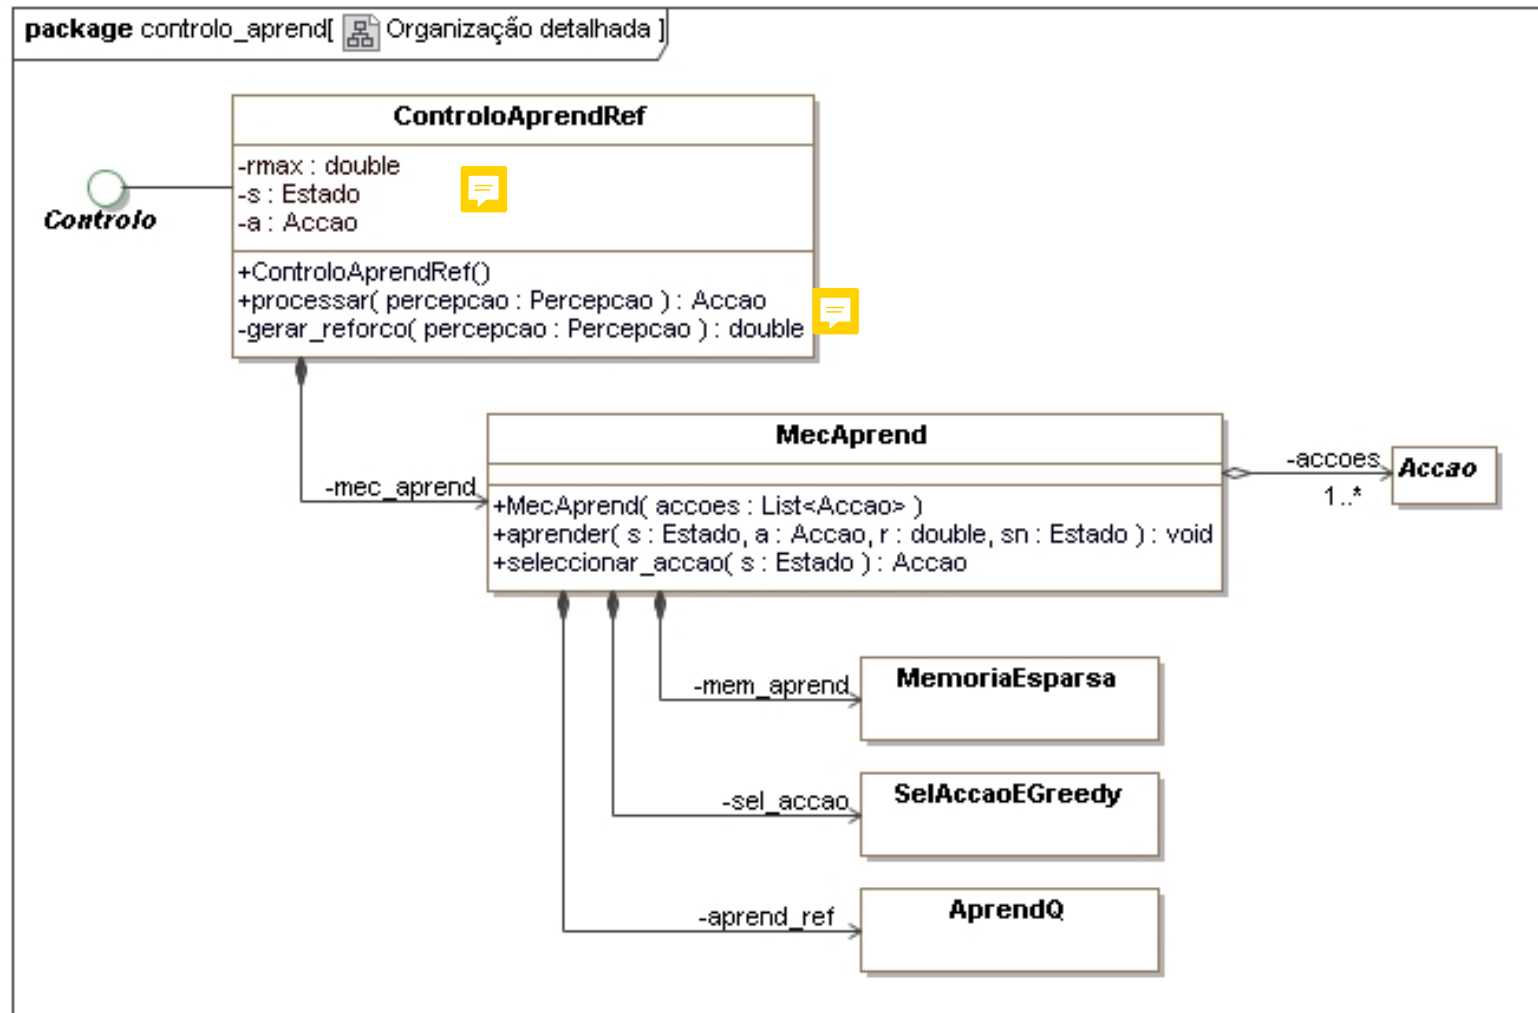 package controlo_aprend[ Organização detalhada ]
ControloAprendRef
-rmax : double
-s : Estado
-a : Accao
Controlo
+ControloAprendRef()
+processar( percepcao : Percepcao ) : Accao
-gerar_reforco( percepcao : Percepcao ) : double
MecAprend
-mec_aprend
-accoes
Accao
1..*
+MecAprend( accoes : List<Accao> )
+aprender( s : Estado, a : Accao, r : double, sn : Estado ) : void
+seleccionar_accao( s : Estado ) : Accao
-mem_aprend
MemoriaEsparsa
-sel_accao
SelAccaoEGreedy
-aprend_ref
AprendQ